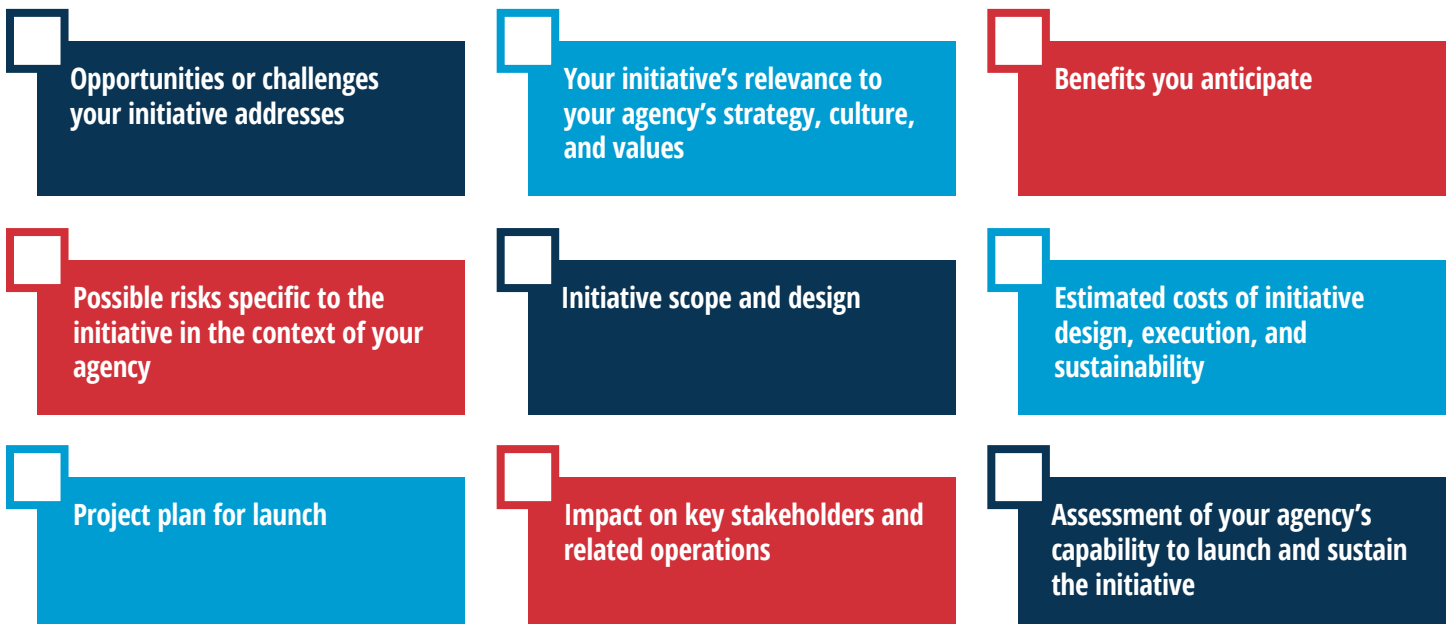 Opportunities or challenges
your initiative addresses
Your initiative’s relevance to
your agency’s strategy, culture,
and values
Benefits you anticipate
Possible risks specific to the
initiative in the context of your
agency
Initiative scope and design
Estimated costs of initiative
design, execution, and
sustainability
Project plan for launch
Impact on key stakeholders and
related operations
Assessment of your agency’s
capability to launch and sustain
the initiative